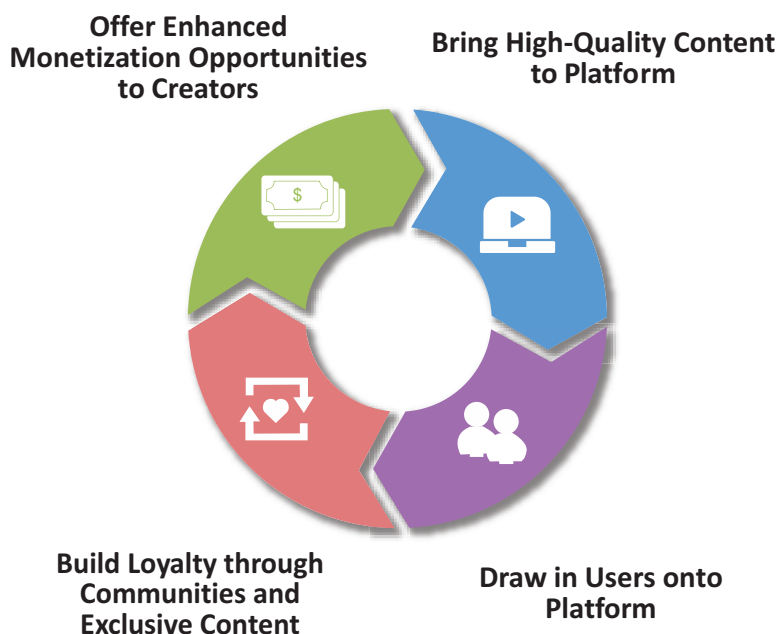 Offer Enhanced
Monetization Opportunities
to Creators
Bring High-Quality Content
to Platform
$
Build Loyalty through
Communities and
Exclusive Content
Draw in Users onto
Platform